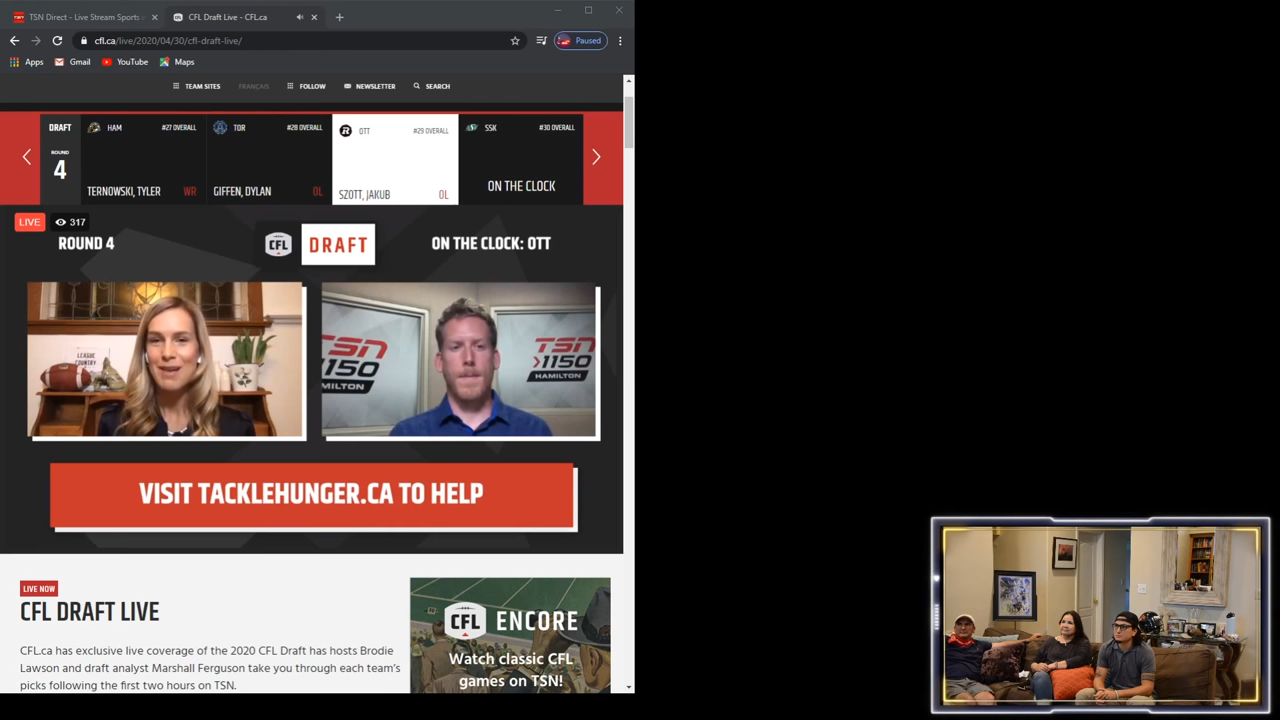 TSN Direct - Live Stream Sports
CFL Draft Live - CFL.ca
cfl.ca/live/2020/04/30/cfl-draft-live/
Paused
Apps
Gmail
YouTube
Maps
TEAM SITES
FRANÇAIS
FOLLOW
NEWSLETTER
SEARCH
DRAFT
ROUND
4
HAM
#27 OVERALL
TERNOWSKI, TYLER
WR
TOR
#28 OVERALL
GIFFEN, DYLAN
OL
OTT
#29 OVERALL
SZOTT, JAKUB
OL
SSK
#30 OVERALL
ON THE CLOCK
LIVE
317
ROUND 4
CFL
DRAFT
ON THE CLOCK: OTT
LEAGUE
COUNTRY
TSN
1150
MILTON
TSN
1150
HAMILTON
VISIT TACKLEHUNGER.CA TO HELP
LIVE NOW
CFL DRAFT LIVE
CFL.ca has exclusive live coverage of the 2020 CFL Draft has hosts Brodie
Lawson and draft analyst Marshall Ferguson take you through each team's
picks following the first two hours on TSN.
CFL
ENCORE
Watch classic CFL
games on TSN!